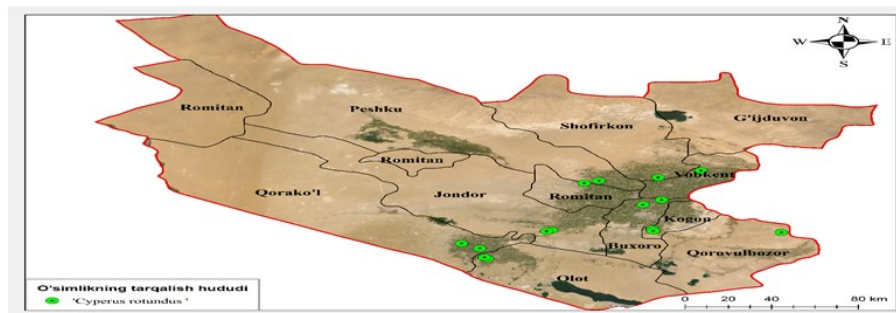 N
W E
S
Romitan
Peshku
Shofirkon
G'ijduvon
Romitan
Vobkent
Qorako'l
Jondor
Romitan
Kogon
Buxoro
Qorovulbozor
Olot
O'simlikning tarqalish hududi
'Cyperus rotundus '
0 20 40 80 km